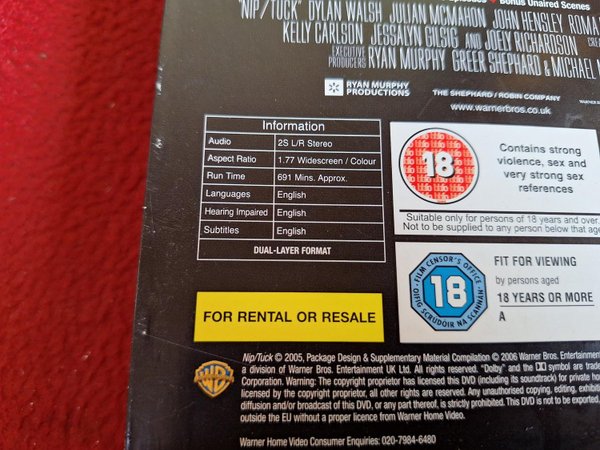 Bonus Unaired Scenes
"NIP/TUCK" DYLAN WALSH JULIAN MCMAHON JOHN HENSLEY ROMA
KELLY CARLSON JESSALYN GILSIG AND JOELY RICHARDSON
EXECUTIVE PRODUCERS RYAN MURPHY GREER SHEPHARD & MICHAEL
RYAN MURPHY
PRODUCTIONS
THE SHEPHARD / ROBIN COMPANY
www.warnerbros.co.uk
Information
Audio 2S L/R Stereo
Aspect Ratio 1.77 Widescreen / Colour
Run Time 691 Mins. Approx.
Languages English
Hearing Impaired English
Subtitles English
DUAL-LAYER FORMAT
18
Contains strong
violence, sex and
very strong sex
references
Suitable only for persons of 18 years and over.
Not to be supplied to any person below that age
FILM CENSOR'S OFFICE
18
OIFIG SCRÚDÓIR NA SCANNÁN
FIT FOR VIEWING
by persons aged
18 YEARS OR MORE
A
FOR RENTAL OR RESALE
WB
Nip/Tuck © 2005, Package Design & Supplementary Material Compilation © 2006 Warner Bros. Entertainment
a division of Warner Bros. Entertainment UK Ltd. All rights reserved. "Dolby" and the DD symbol are trade
Corporation. Warning: The copyright proprietor has licensed this DVD (including its soundtrack) for private ho
licensed by the copyright proprietor, all other rights are reserved. Any unauthorised copying, editing, exhibiti
diffusion and/or broadcast of this DVD, or any part thereof, is strictly prohibited. This DVD is not to be exported,
outside the EU without a proper licence from Warner Home Video.
Warner Home Video Consumer Enquiries: 020-7984-6480